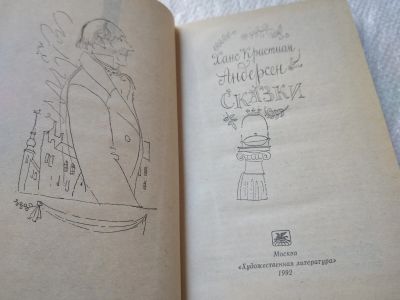 Ханс Кристиан
Андерсен
Сказки
Москва
«Художественная литература»
1992